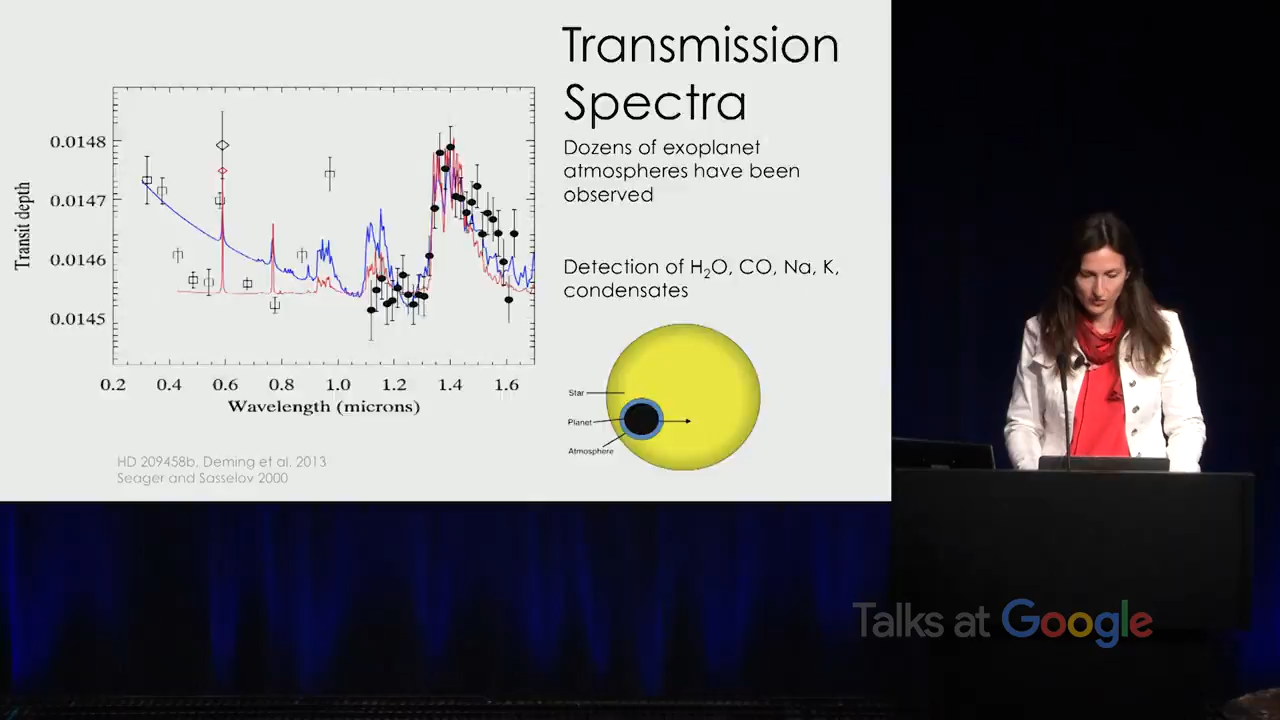 Transmission
Spectra
Dozens of exoplanet
atmospheres have been
observed
Detection of H₂O, CO, Na, K,
condensates
Transit depth
0.0148
0.0147
0.0146
0.0145
0.2 0.4 0.6 0.8 1.0 1.2 1.4 1.6
Wavelength (microns)
Star
Planet
Atmosphere
HD 209458b, Deming et al. 2013
Seager and Sasselov 2000
Talks at Google